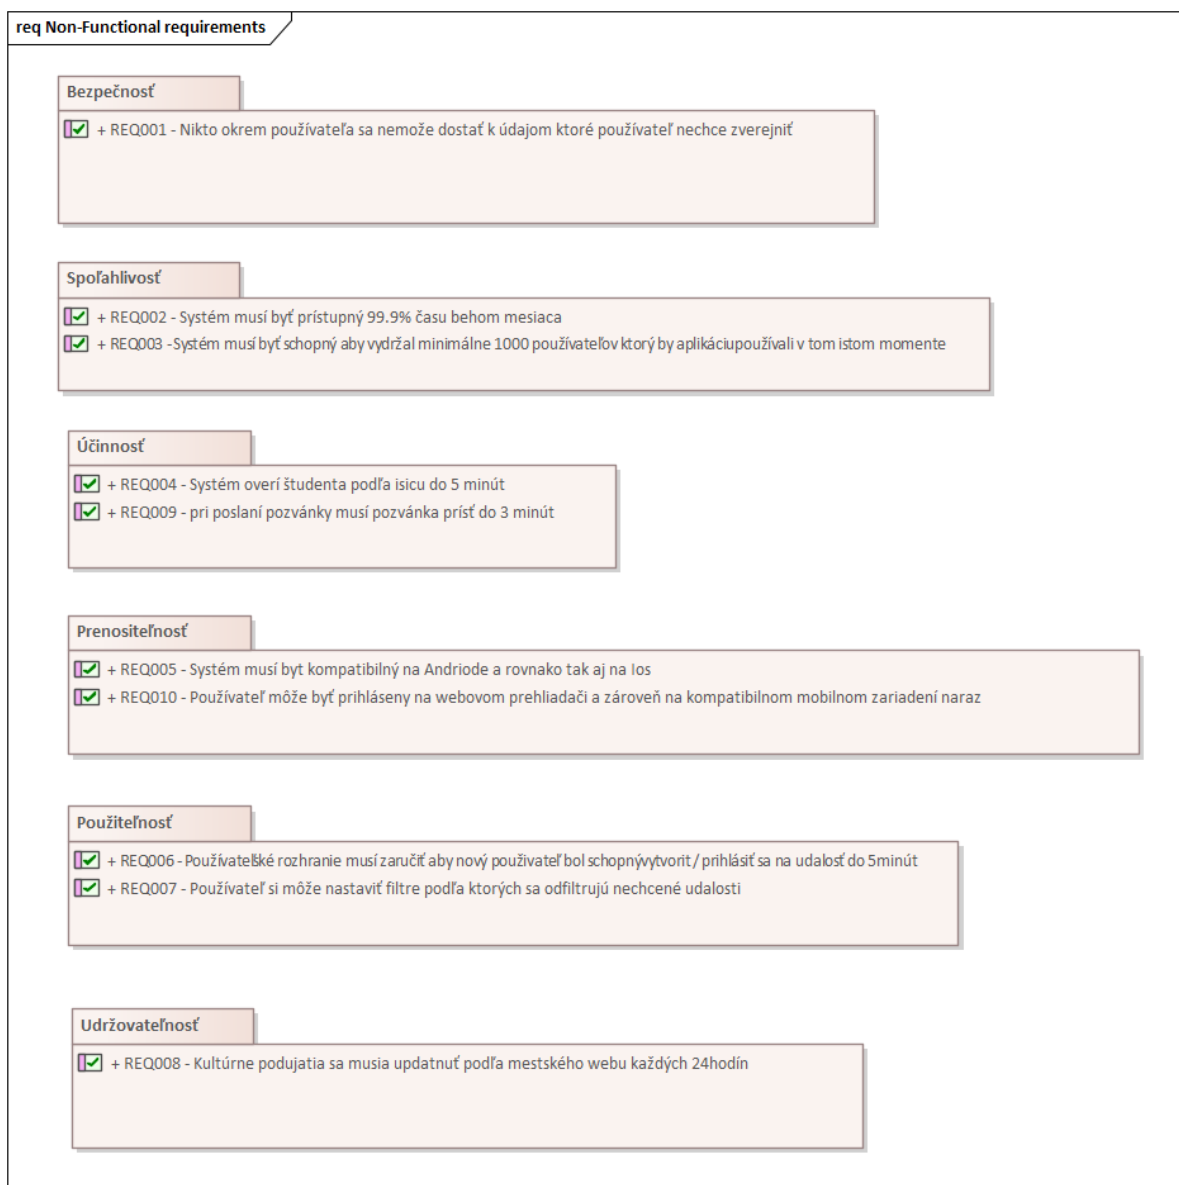 req Non-Functional requirements
Bezpečnosť
+ REQ001 - Nikto okrem používateľa sa nemože dostať k údajom ktoré používateľ nechce zverejniť
Spoľahlivosť
+ REQ002 - Systém musí byť prístupný 99.9% času behom mesiaca
+ REQ003 -Systém musí byť schopný aby vydržal minimálne 1000 používateľov ktorý by aplikáciupoužívali v tom istom momente
Účinnosť
+ REQ004 - Systém overí študenta podľa isicu do 5 minút
+ REQ009 - pri poslaní pozvánky musí pozvánka prísť do 3 minút
Prenositeľnosť
+ REQ005 - Systém musí byt kompatibilný na Andriode a rovnako tak aj na Ios
+ REQ010 - Používateľ môže byť prihláseny na webovom prehliadači a zároveň na kompatibilnom mobilnom zariadení naraz
Použiteľnosť
+ REQ006 - Používateľské rozhranie musí zaručiť aby nový použivateľ bol schopnývytvorit / prihlásiť sa na udalosť do 5minút
+ REQ007 - Používateľ si môže nastaviť filtre podľa ktorých sa odfiltrujú nechcené udalosti
Udržovateľnosť
+ REQ008 - Kultúrne podujatia sa musia updatnuť podľa mestského webu každých 24hodín